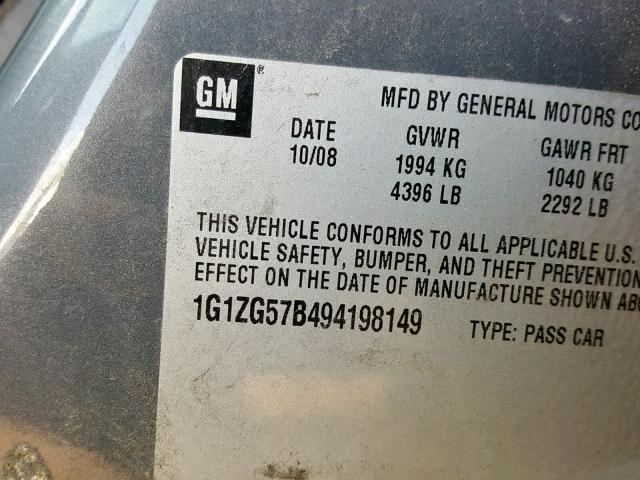 GM®
MFD BY GENERAL MOTORS CO
DATE GVWR GAWR FRT
10/08 1994 KG 1040 KG
4396 LB 2292 LB
THIS VEHICLE CONFORMS TO ALL APPLICABLE U.S.
VEHICLE SAFETY, BUMPER, AND THEFT PREVENTION
EFFECT ON THE DATE OF MANUFACTURE SHOWN ABO
1G1ZG57B494198149 TYPE: PASS CAR